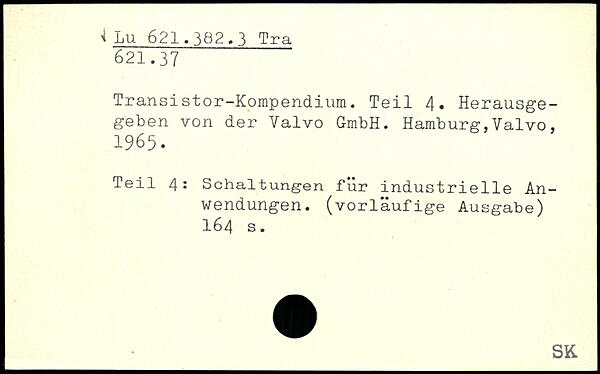 Lu 621.382.3 Tra
621.37
Transistor-Kompendium. Teil 4. Herausge-
geben von der Valvo GmbH. Hamburg,Valvo,
1965.
Teil 4: Schaltungen für industrielle An-
wendungen. (vorläufige Ausgabe)
164 s.
SK